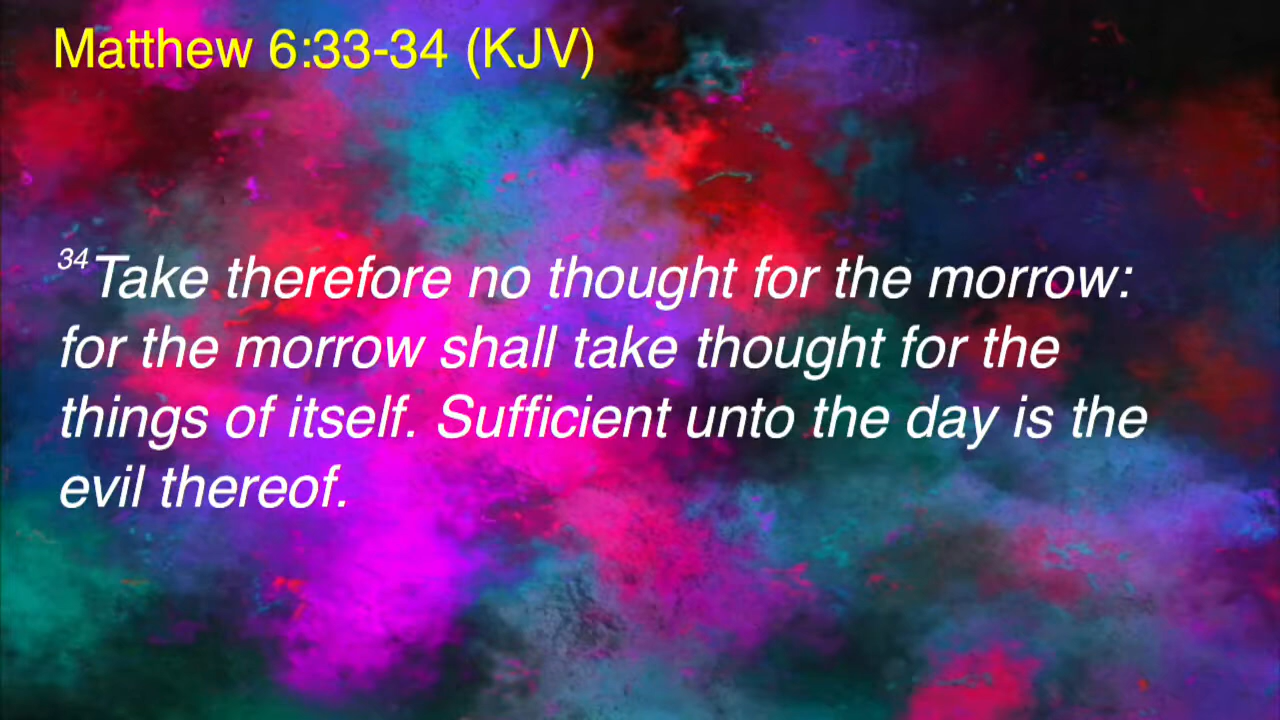 Matthew 6:33-34 (KJV)
34 Take therefore no thought for the morrow:
for the morrow shall take thought for the
things of itself. Sufficient unto the day is the
evil thereof.